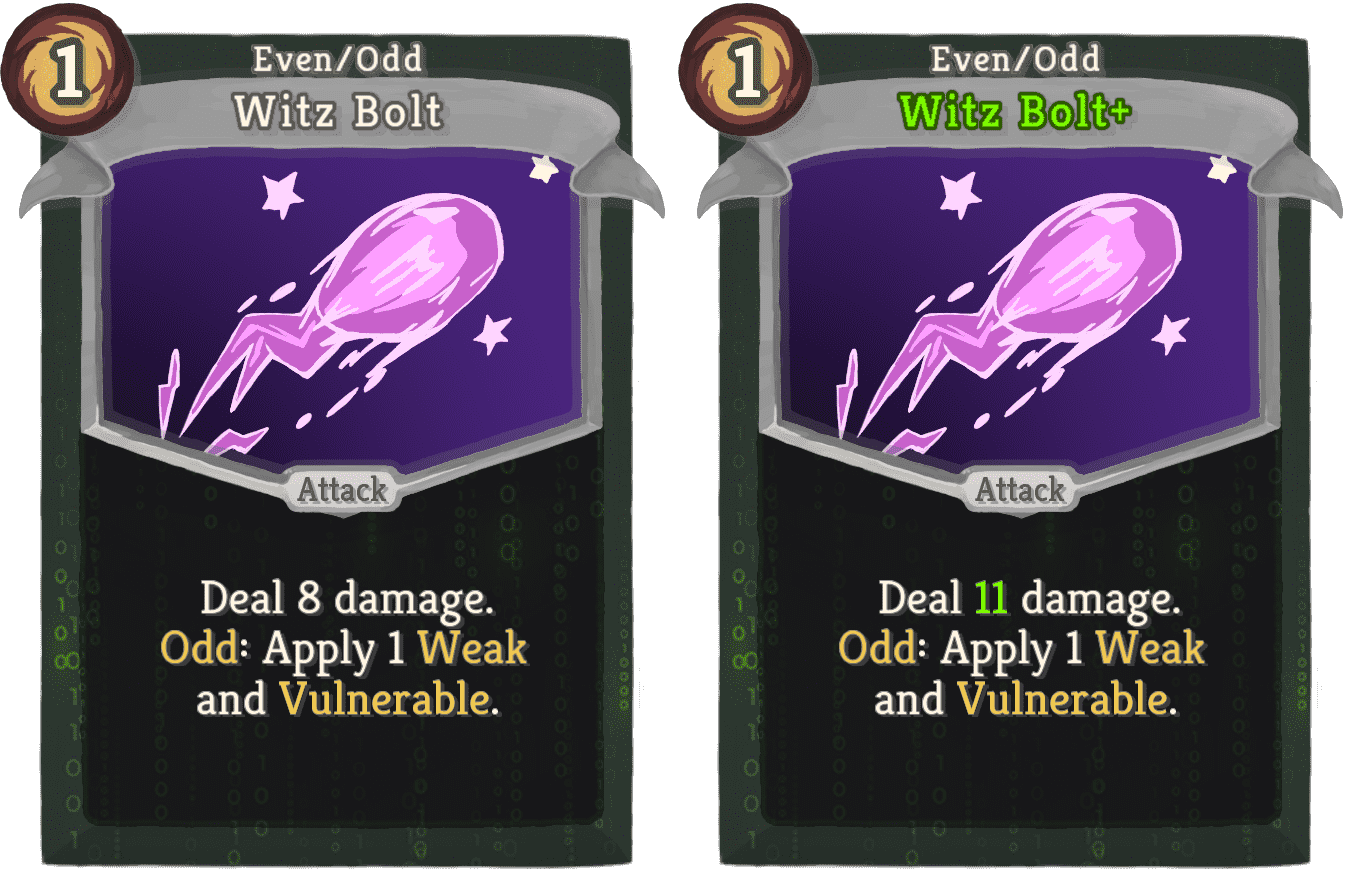 1
Even/Odd
Witz Bolt
Attack
Deal 8 damage.
Odd: Apply 1 Weak
and Vulnerable.
1
Even/Odd
Witz Bolt+
Attack
Deal 11 damage.
Odd: Apply 1 Weak
and Vulnerable.